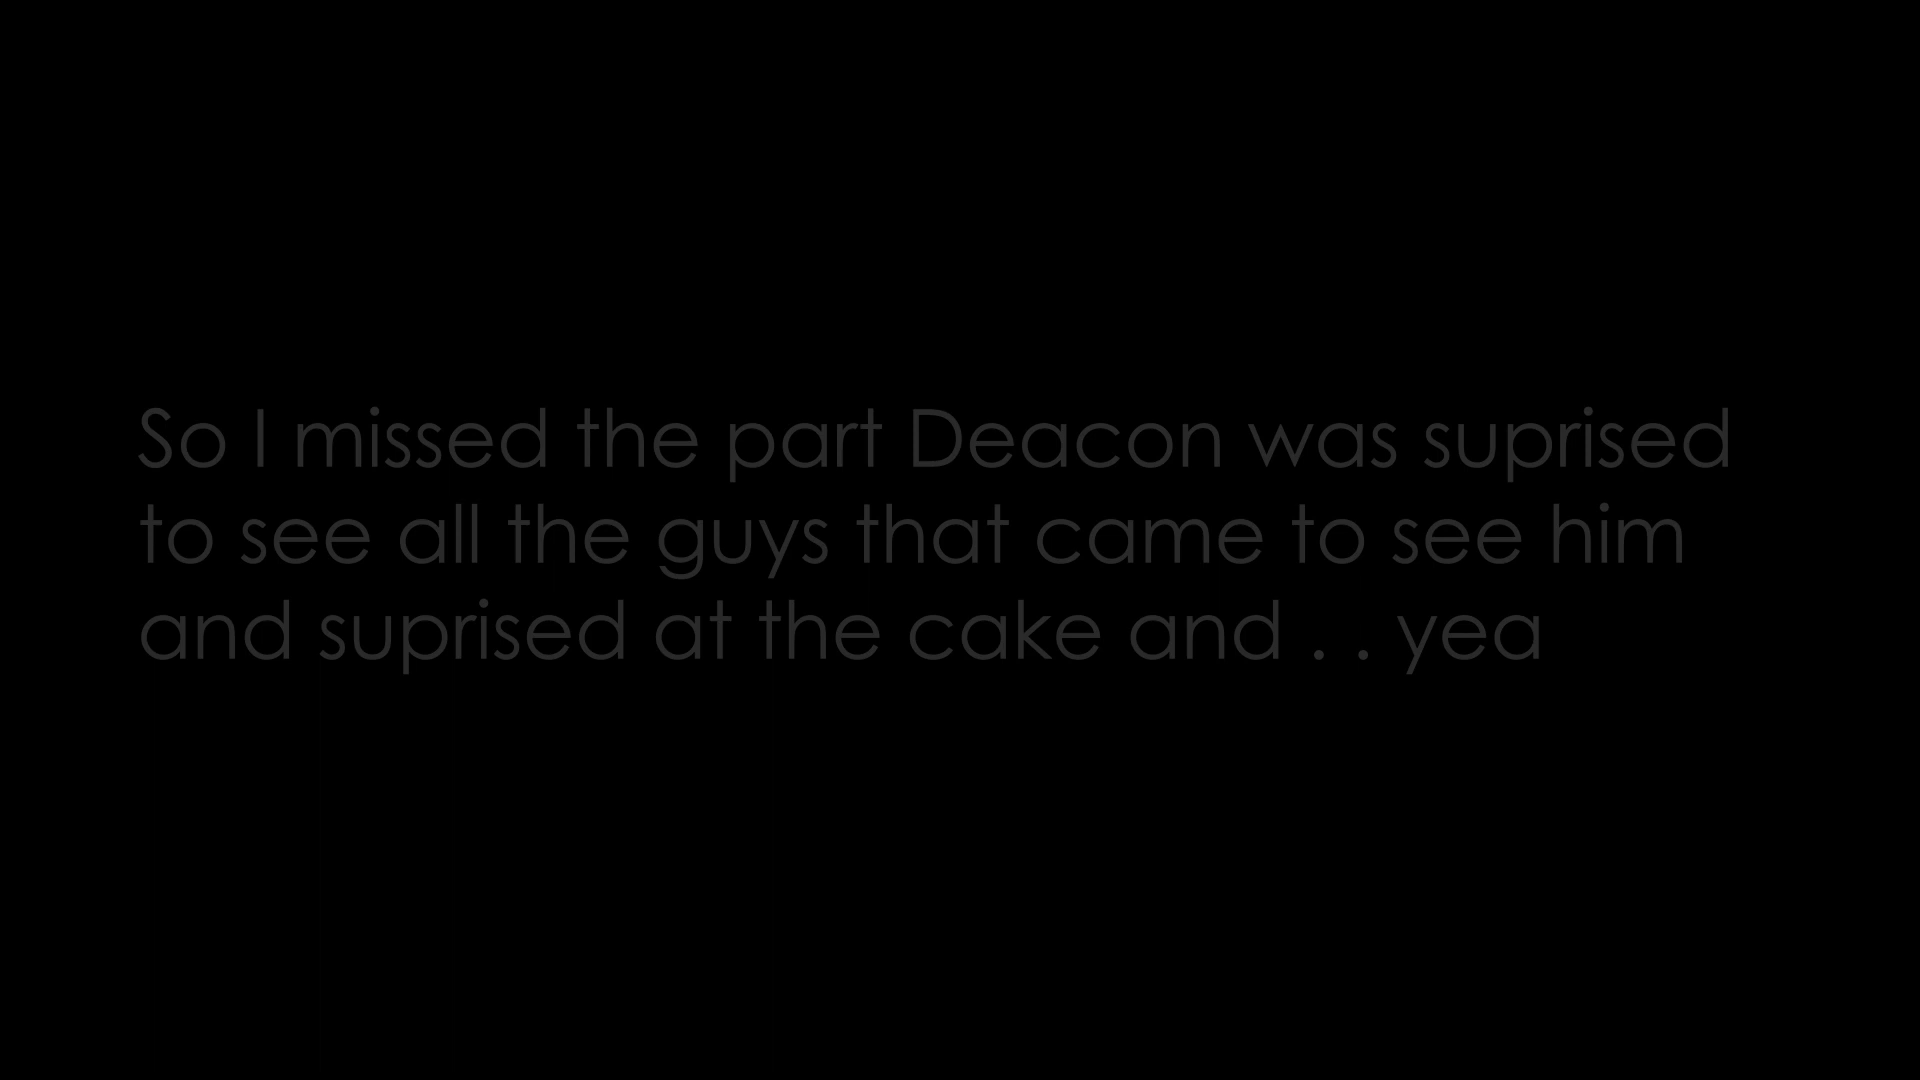 So I missed the part Deacon was suprised
to see all the guys that came to see him
and suprised at the cake and . . yea